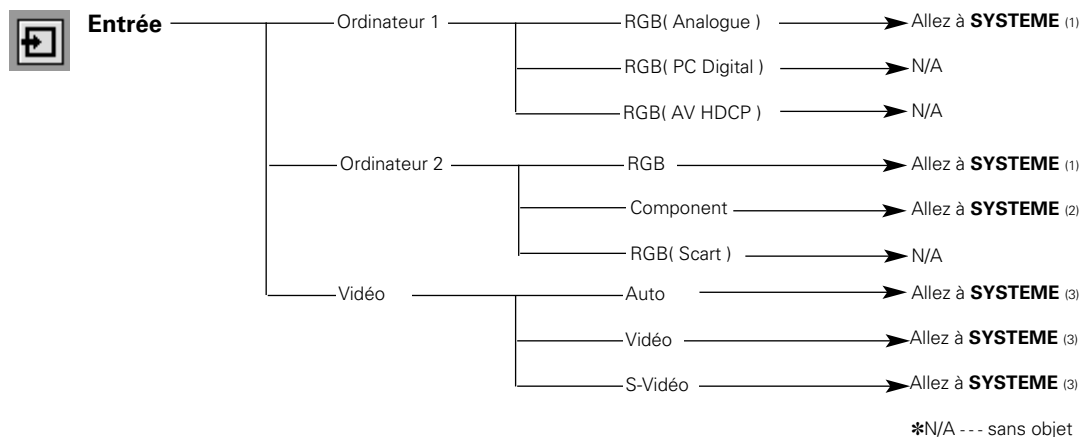 Entrée Ordinateur 1 RGB( Analogue ) Allez à SYSTEME (1)
RGB( PC Digital ) N/A
RGB( AV HDCP ) N/A
Ordinateur 2 RGB Allez à SYSTEME (1)
Component Allez à SYSTEME (2)
RGB( Scart ) N/A
Vidéo Auto Allez à SYSTEME (3)
Vidéo Allez à SYSTEME (3)
S-Vidéo Allez à SYSTEME (3)
✽N/A - - - sans objet